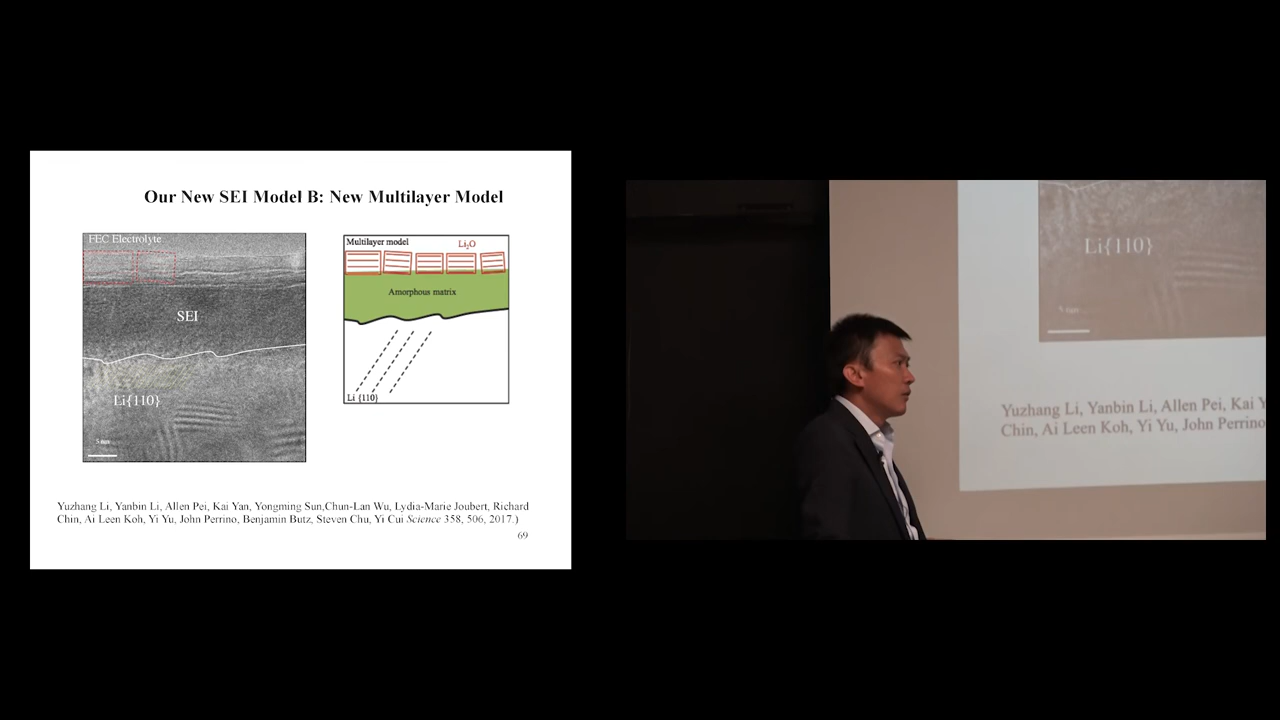 Our New SEI Model B: New Multilayer Model
FEC Electrolyte
SEI
Li{110}
5 nm
Multilayer model
Li₂O
Amorphous matrix
Li {110}
Yuzhang Li, Yanbin Li, Allen Pei, Kai Yan, Yongming Sun,Chun-Lan Wu, Lydia-Marie Joubert, Richard
Chin, Ai Leen Koh, Yi Yu, John Perrino, Benjamin Butz, Steven Chu, Yi Cui Science 358, 506, 2017.)
69
Li{110}
5 nm
Yuzhang Li, Yanbin Li, Allen Pei, Kai Y
Chin, Ai Leen Koh, Yi Yu, John Perrino